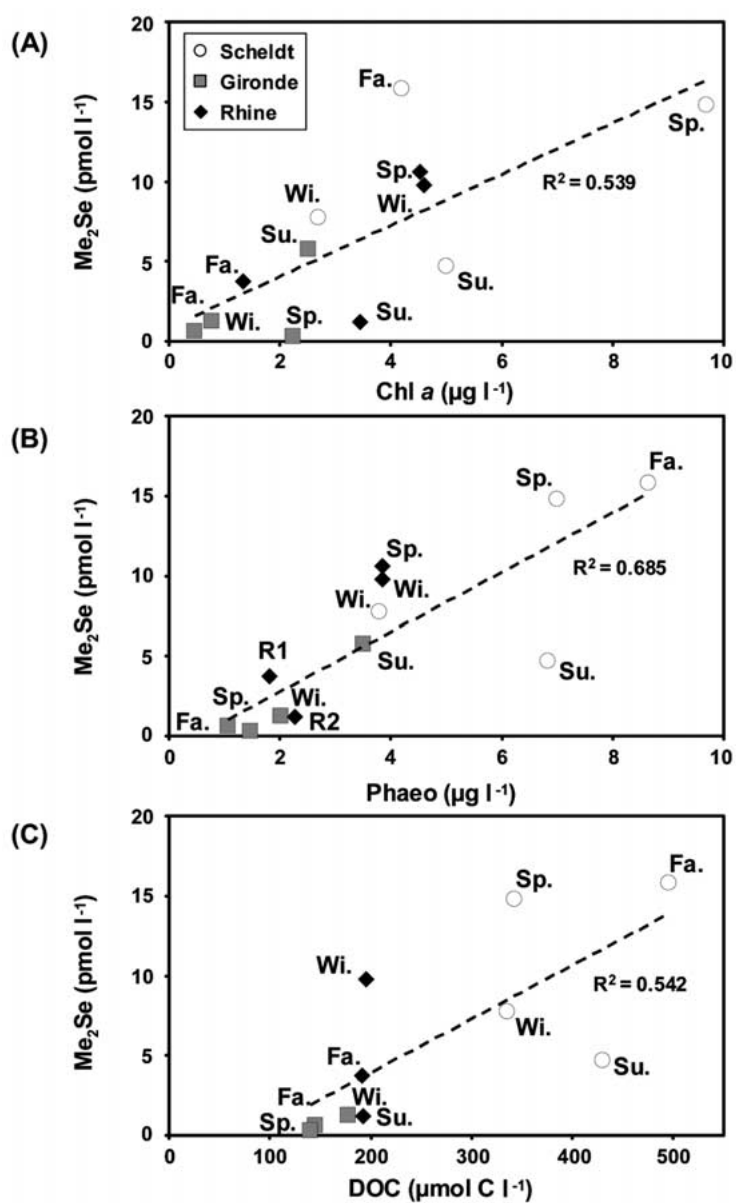 (A)
20
15
10
5
0
Me₂Se (pmol l⁻¹)
Scheldt
Gironde
Rhine
Fa.
Sp.
Sp.
Wi.
Wi.
R² = 0.539
Su.
Fa.
Su.
Fa.
Wi.
Sp.
Su.
0 2 4 6 8 10
Chl a (µg l⁻¹)
(B)
20
15
10
5
0
Me₂Se (pmol l⁻¹)
Fa.
Sp.
Sp.
R² = 0.685
Wi.
Wi.
R1
Su.
Su.
Sp.
Wi.
Fa.
R2
0 2 4 6 8 10
Phaeo (µg l⁻¹)
(C)
20
15
10
5
0
Me₂Se (pmol l⁻¹)
Sp.
Fa.
Wi.
R² = 0.542
Fa.
Wi.
Su.
Fa.
Wi.
Sp.
Su.
0 100 200 300 400 500
DOC (µmol C l⁻¹)